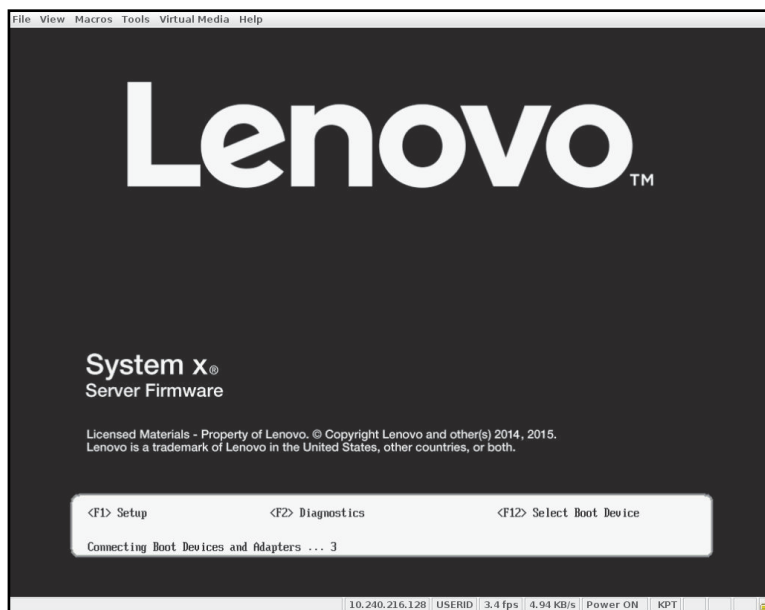 File View Macros Tools Virtual Media Help
Lenovo™
System x®
Server Firmware
Licensed Materials - Property of Lenovo. © Copyright Lenovo and other(s) 2014, 2015.
Lenovo is a trademark of Lenovo in the United States, other countries, or both.
<F1> Setup <F2> Diagnostics <F12> Select Boot Device
Connecting Boot Devices and Adapters ... 3
10.240.216.128 USERID 3.4 fps 4.94 KB/s Power ON KPT